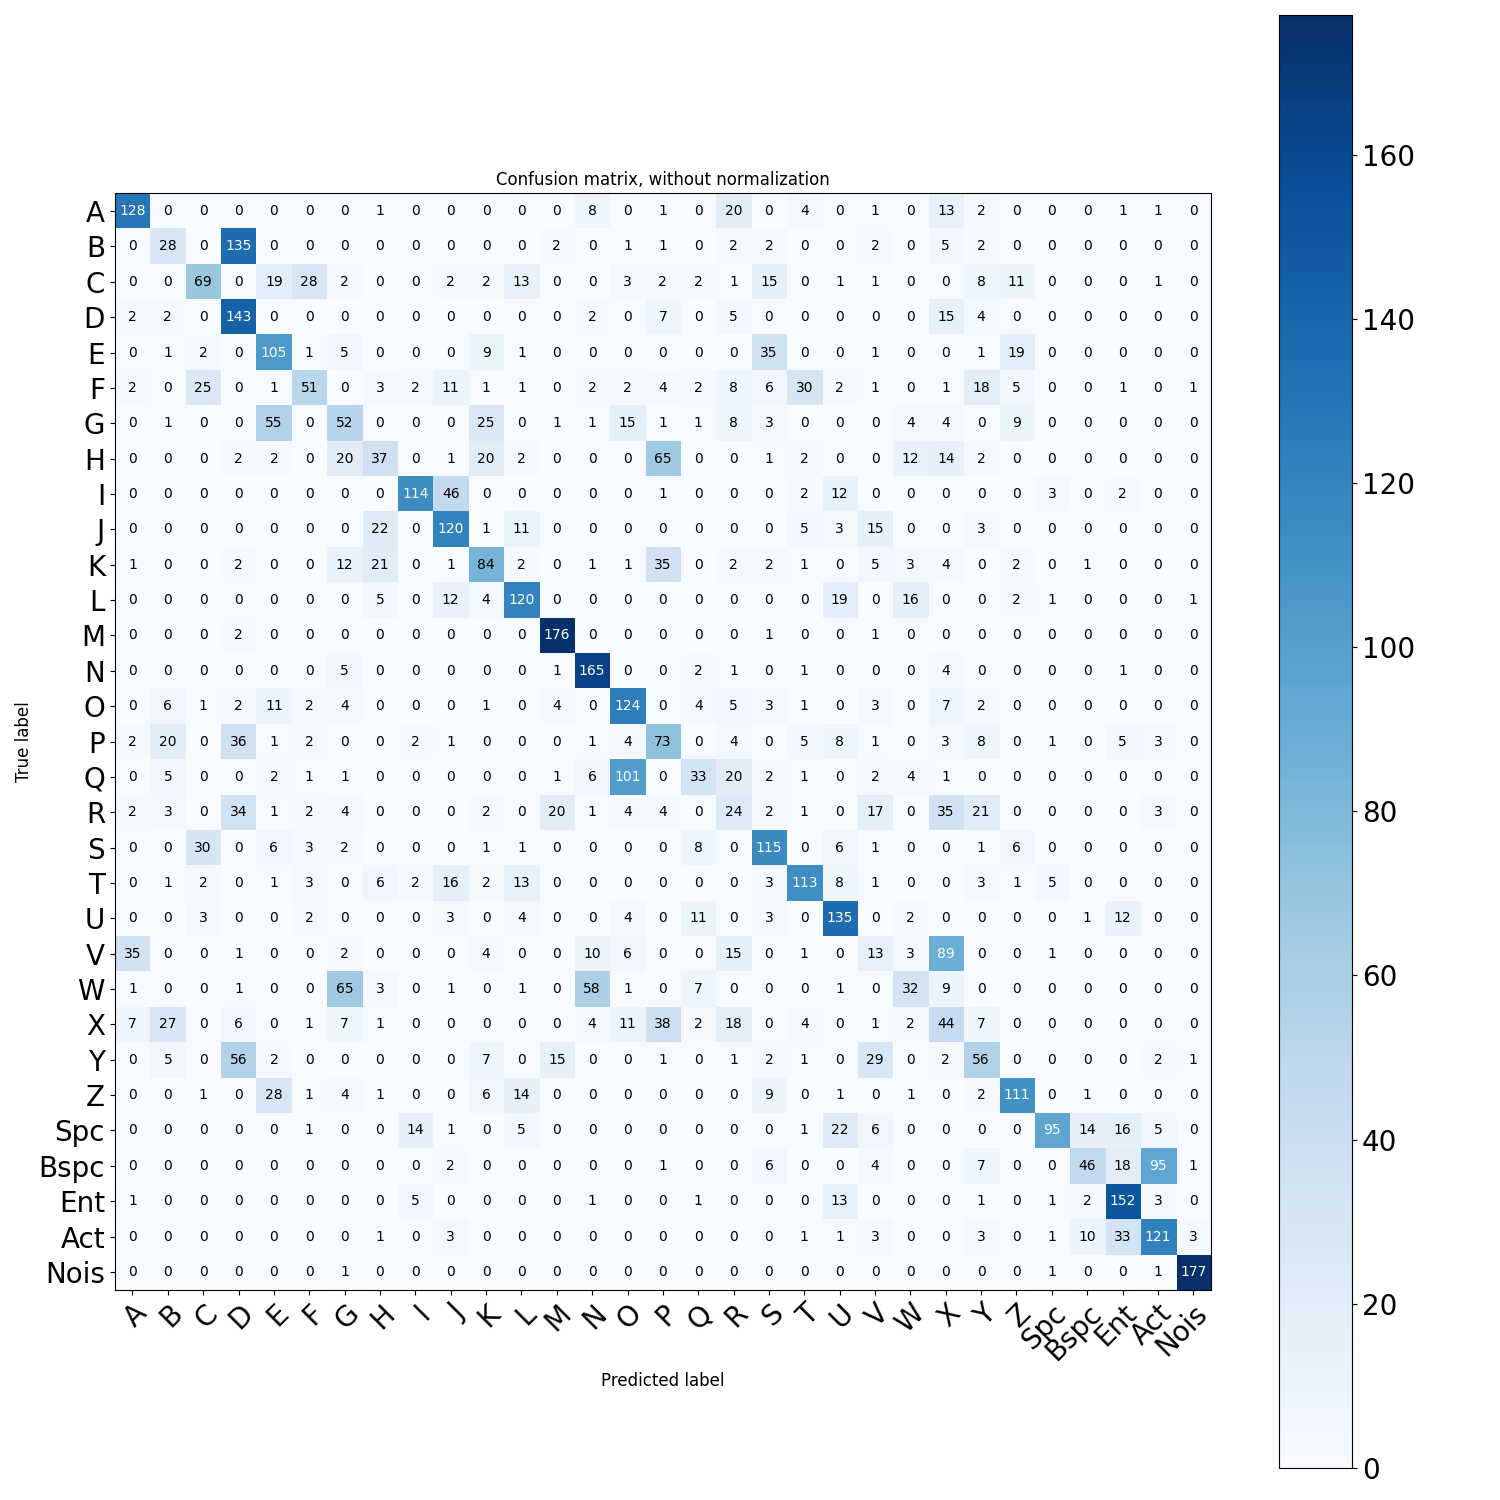 Confusion matrix, without normalization
A 128 0 0 0 0 0 0 1 0 0 0 0 0 8 0 1 0 20 0 4 0 1 0 13 2 0 0 0 1 1 0
B 0 28 0 135 0 0 0 0 0 0 0 0 2 0 1 1 0 2 2 0 0 2 0 5 2 0 0 0 0 0 0
C 0 0 69 0 19 28 2 0 0 2 2 13 0 0 3 2 2 1 15 0 1 1 0 0 8 11 0 0 0 1 0
D 2 2 0 143 0 0 0 0 0 0 0 0 0 2 0 7 0 5 0 0 0 0 0 15 4 0 0 0 0 0 0
E 0 1 2 0 105 1 5 0 0 0 9 1 0 0 0 0 0 0 35 0 0 1 0 0 1 19 0 0 0 0 0
F 2 0 25 0 1 51 0 3 2 11 1 1 0 2 2 4 2 8 6 30 2 1 0 1 18 5 0 0 1 0 1
G 0 1 0 0 55 0 52 0 0 0 25 0 1 1 15 1 1 8 3 0 0 0 4 4 0 9 0 0 0 0 0
H 0 0 0 2 2 0 20 37 0 1 20 2 0 0 0 65 0 0 1 2 0 0 12 14 2 0 0 0 0 0 0
I 0 0 0 0 0 0 0 0 114 46 0 0 0 0 0 1 0 0 0 2 12 0 0 0 0 0 3 0 2 0 0
J 0 0 0 0 0 0 0 22 0 120 1 11 0 0 0 0 0 0 0 5 3 15 0 0 3 0 0 0 0 0 0
K 1 0 0 2 0 0 12 21 0 1 84 2 0 1 1 35 0 2 2 1 0 5 3 4 0 2 0 1 0 0 0
L 0 0 0 0 0 0 0 5 0 12 4 120 0 0 0 0 0 0 0 0 19 0 16 0 0 2 1 0 0 0 1
M 0 0 0 2 0 0 0 0 0 0 0 0 176 0 0 0 0 0 1 0 0 1 0 0 0 0 0 0 0 0 0
N 0 0 0 0 0 0 5 0 0 0 0 0 1 165 0 0 2 1 0 1 0 0 0 4 0 0 0 0 1 0 0
O 0 6 1 2 11 2 4 0 0 0 1 0 4 0 124 0 4 5 3 1 0 3 0 7 2 0 0 0 0 0 0
P 2 20 0 36 1 2 0 0 2 1 0 0 0 1 4 73 0 4 0 5 8 1 0 3 8 0 1 0 5 3 0
Q 0 5 0 0 2 1 1 0 0 0 0 0 1 6 101 0 33 20 2 1 0 2 4 1 0 0 0 0 0 0 0
R 2 3 0 34 1 2 4 0 0 0 2 0 20 1 4 4 0 24 2 1 0 17 0 35 21 0 0 0 0 3 0
S 0 0 30 0 6 3 2 0 0 0 1 1 0 0 0 0 8 0 115 0 6 1 0 0 1 6 0 0 0 0 0
T 0 1 2 0 1 3 0 6 2 16 2 13 0 0 0 0 0 0 3 113 8 1 0 0 3 1 5 0 0 0 0
U 0 0 3 0 0 2 0 0 0 3 0 4 0 0 4 0 11 0 3 0 135 0 2 0 0 0 0 1 12 0 0
V 35 0 0 1 0 0 2 0 0 0 4 0 0 10 6 0 0 15 0 1 0 13 3 89 0 0 1 0 0 0 0
W 1 0 0 1 0 0 65 3 0 1 0 1 0 58 1 0 7 0 0 0 1 0 32 9 0 0 0 0 0 0 0
X 7 27 0 6 0 1 7 1 0 0 0 0 0 4 11 38 2 18 0 4 0 1 2 44 7 0 0 0 0 0 0
Y 0 5 0 56 2 0 0 0 0 0 7 0 15 0 0 1 0 1 2 1 0 29 0 2 56 0 0 0 0 2 1
Z 0 0 1 0 28 1 4 1 0 0 6 14 0 0 0 0 0 0 9 0 1 0 1 0 2 111 0 1 0 0 0
Spc 0 0 0 0 0 1 0 0 14 1 0 5 0 0 0 0 0 0 0 1 22 6 0 0 0 0 95 14 16 5 0
Bspc 0 0 0 0 0 0 0 0 0 2 0 0 0 0 0 1 0 0 6 0 0 4 0 0 7 0 0 46 18 95 1
Ent 1 0 0 0 0 0 0 0 5 0 0 0 0 1 0 0 1 0 0 0 13 0 0 0 1 0 1 2 152 3 0
Act 0 0 0 0 0 0 0 1 0 3 0 0 0 0 0 0 0 0 0 1 1 3 0 0 3 0 1 10 33 121 3
Nois 0 0 0 0 0 0 1 0 0 0 0 0 0 0 0 0 0 0 0 0 0 0 0 0 0 0 1 0 0 1 177
A B C D E F G H I J K L M N O P Q R S T U V W X Y Z Spc Bspc Ent Act Nois
Predicted label
True label
160
140
120
100
80
60
40
20
0